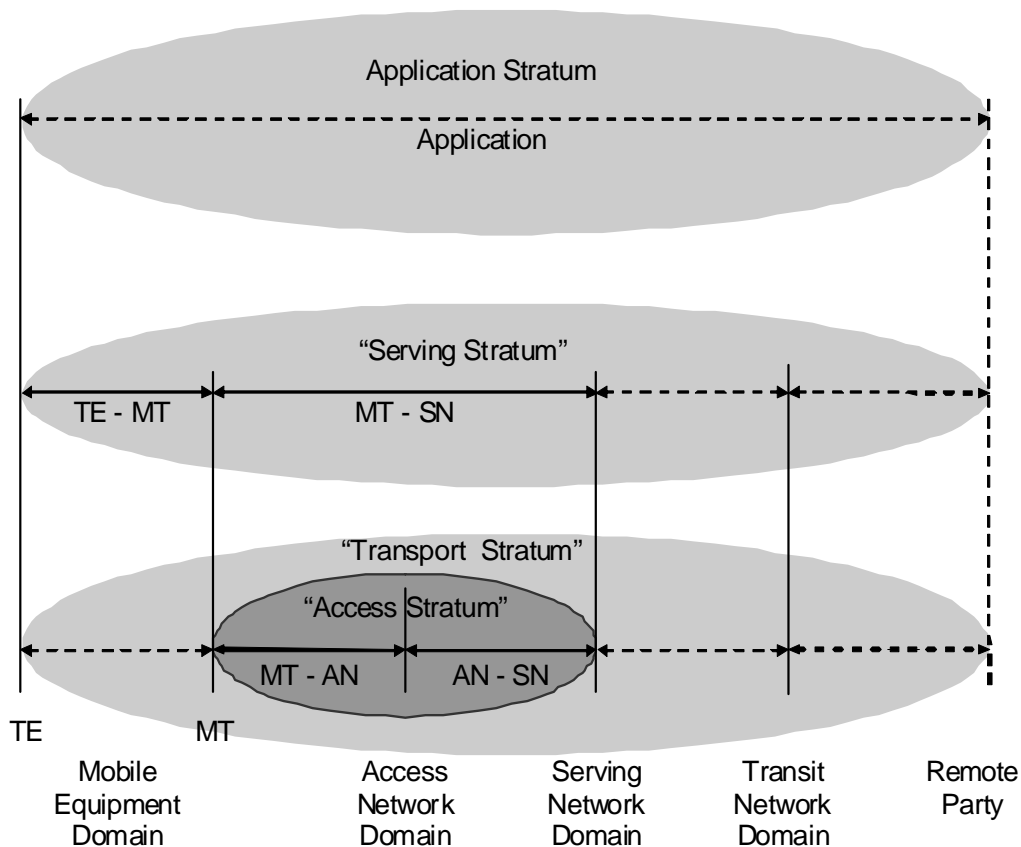 Application Stratum
Application
“Serving Stratum”
TE - MT
MT - SN
“Transport Stratum”
“Access Stratum”
MT - AN
AN - SN
TE
MT
Mobile
Equipment
Domain
Access
Network
Domain
Serving
Network
Domain
Transit
Network
Domain
Remote
Party